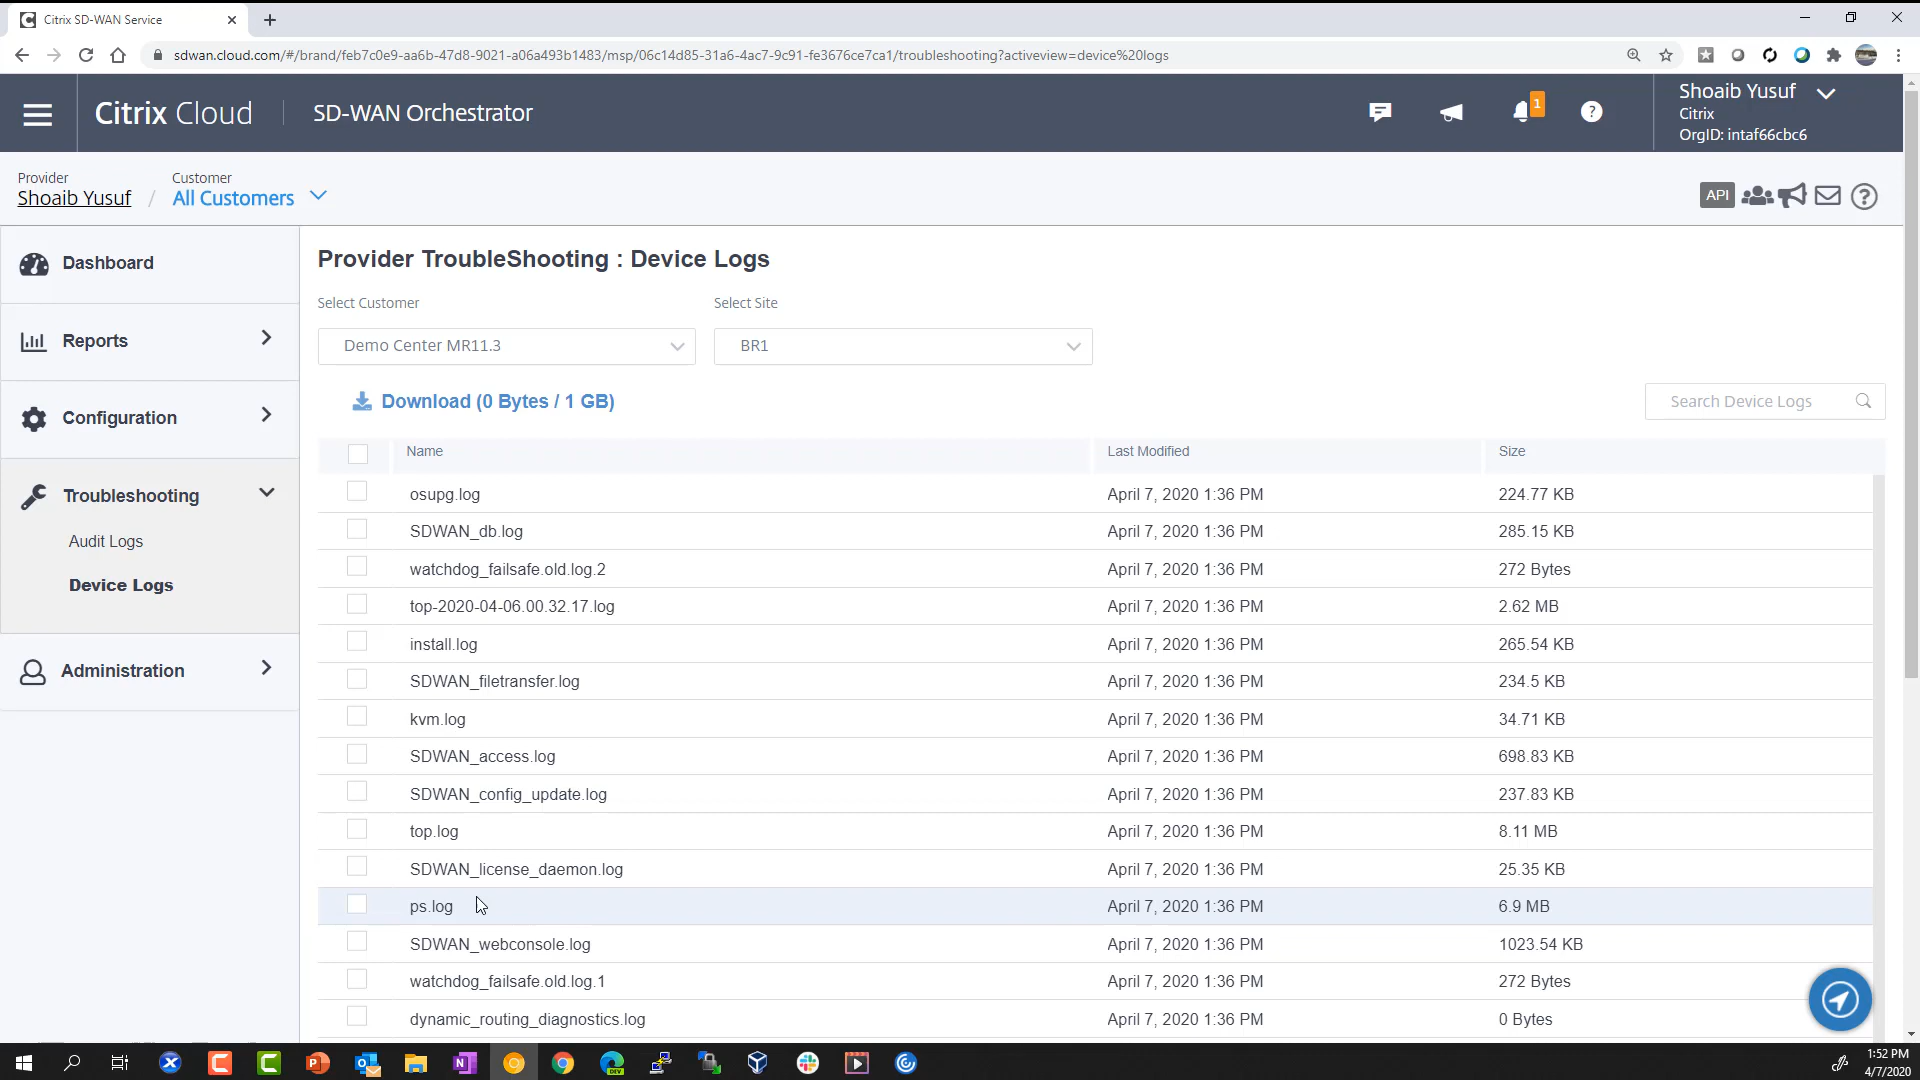 Citrix SD-WAN Service
sdwan.cloud.com/#/brand/feb7c0e9-aa6b-47d8-9021-a06a493b1483/msp/06c14d85-31a6-4ac7-9c91-fe3676ce7ca1/troubleshooting?activeview=device%20logs
Citrix Cloud
SD-WAN Orchestrator
1
Shoaib Yusuf
Citrix
OrgID: intaf66cbc6
Provider
Customer
Shoaib Yusuf / All Customers
API
Dashboard
Reports
Configuration
Troubleshooting
Audit Logs
Device Logs
Administration
Provider TroubleShooting : Device Logs
Select Customer
Select Site
Demo Center MR11.3
BR1
Download (0 Bytes / 1 GB)
Search Device Logs
Name Last Modified Size
osupg.log April 7, 2020 1:36 PM 224.77 KB
SDWAN_db.log April 7, 2020 1:36 PM 285.15 KB
watchdog_failsafe.old.log.2 April 7, 2020 1:36 PM 272 Bytes
top-2020-04-06.00.32.17.log April 7, 2020 1:36 PM 2.62 MB
install.log April 7, 2020 1:36 PM 265.54 KB
SDWAN_filetransfer.log April 7, 2020 1:36 PM 234.5 KB
kvm.log April 7, 2020 1:36 PM 34.71 KB
SDWAN_access.log April 7, 2020 1:36 PM 698.83 KB
SDWAN_config_update.log April 7, 2020 1:36 PM 237.83 KB
top.log April 7, 2020 1:36 PM 8.11 MB
SDWAN_license_daemon.log April 7, 2020 1:36 PM 25.35 KB
ps.log April 7, 2020 1:36 PM 6.9 MB
SDWAN_webconsole.log April 7, 2020 1:36 PM 1023.54 KB
watchdog_failsafe.old.log.1 April 7, 2020 1:36 PM 272 Bytes
dynamic_routing_diagnostics.log April 7, 2020 1:36 PM 0 Bytes
1:52 PM
4/7/2020